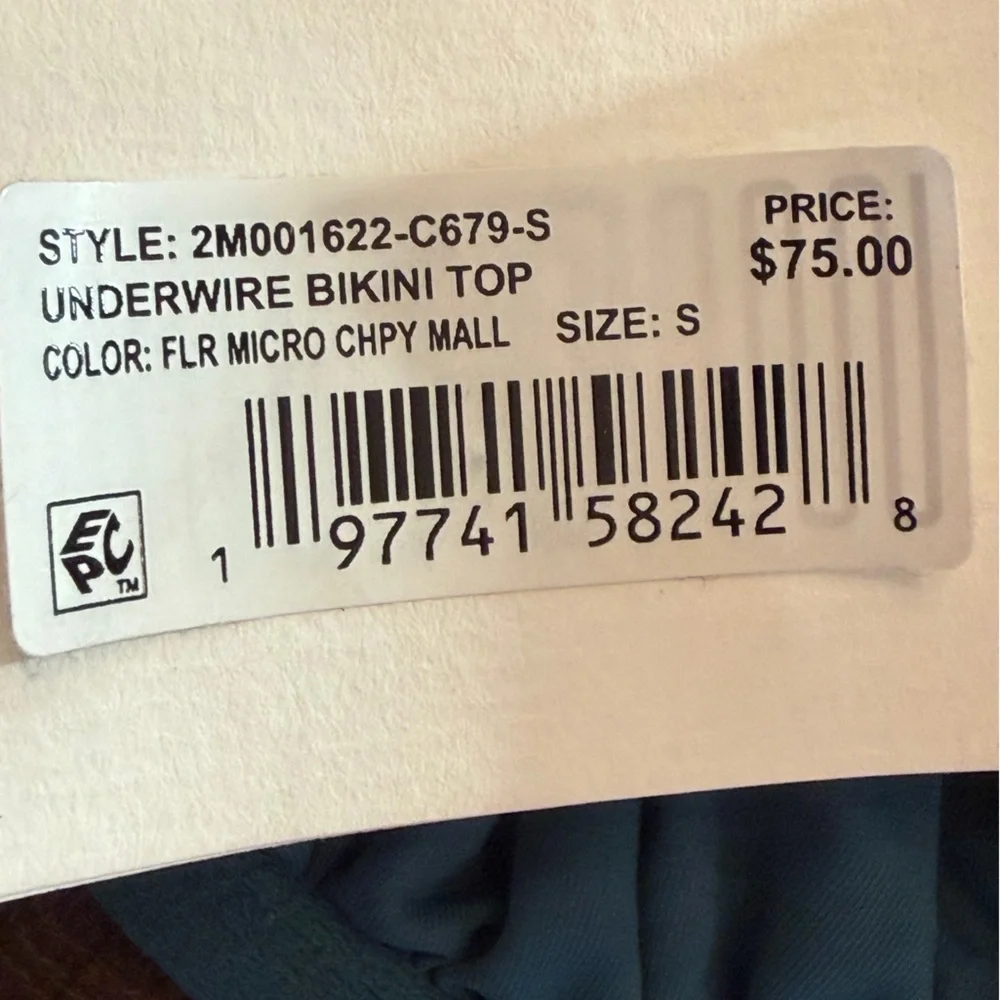 STYLE: 2M001622-C679-S
PRICE:
$75.00
UNDERWIRE BIKINI TOP
COLOR: FLR MICRO CHPY MALL SIZE: S
EPC TM
1 97741 58242 8